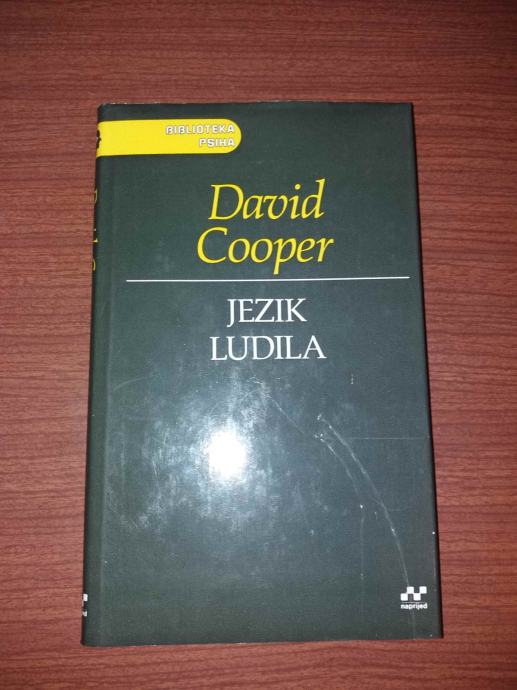 BIBLIOTEKA
PSIHA
David
Cooper
JEZIK
LUDILA
naprijed